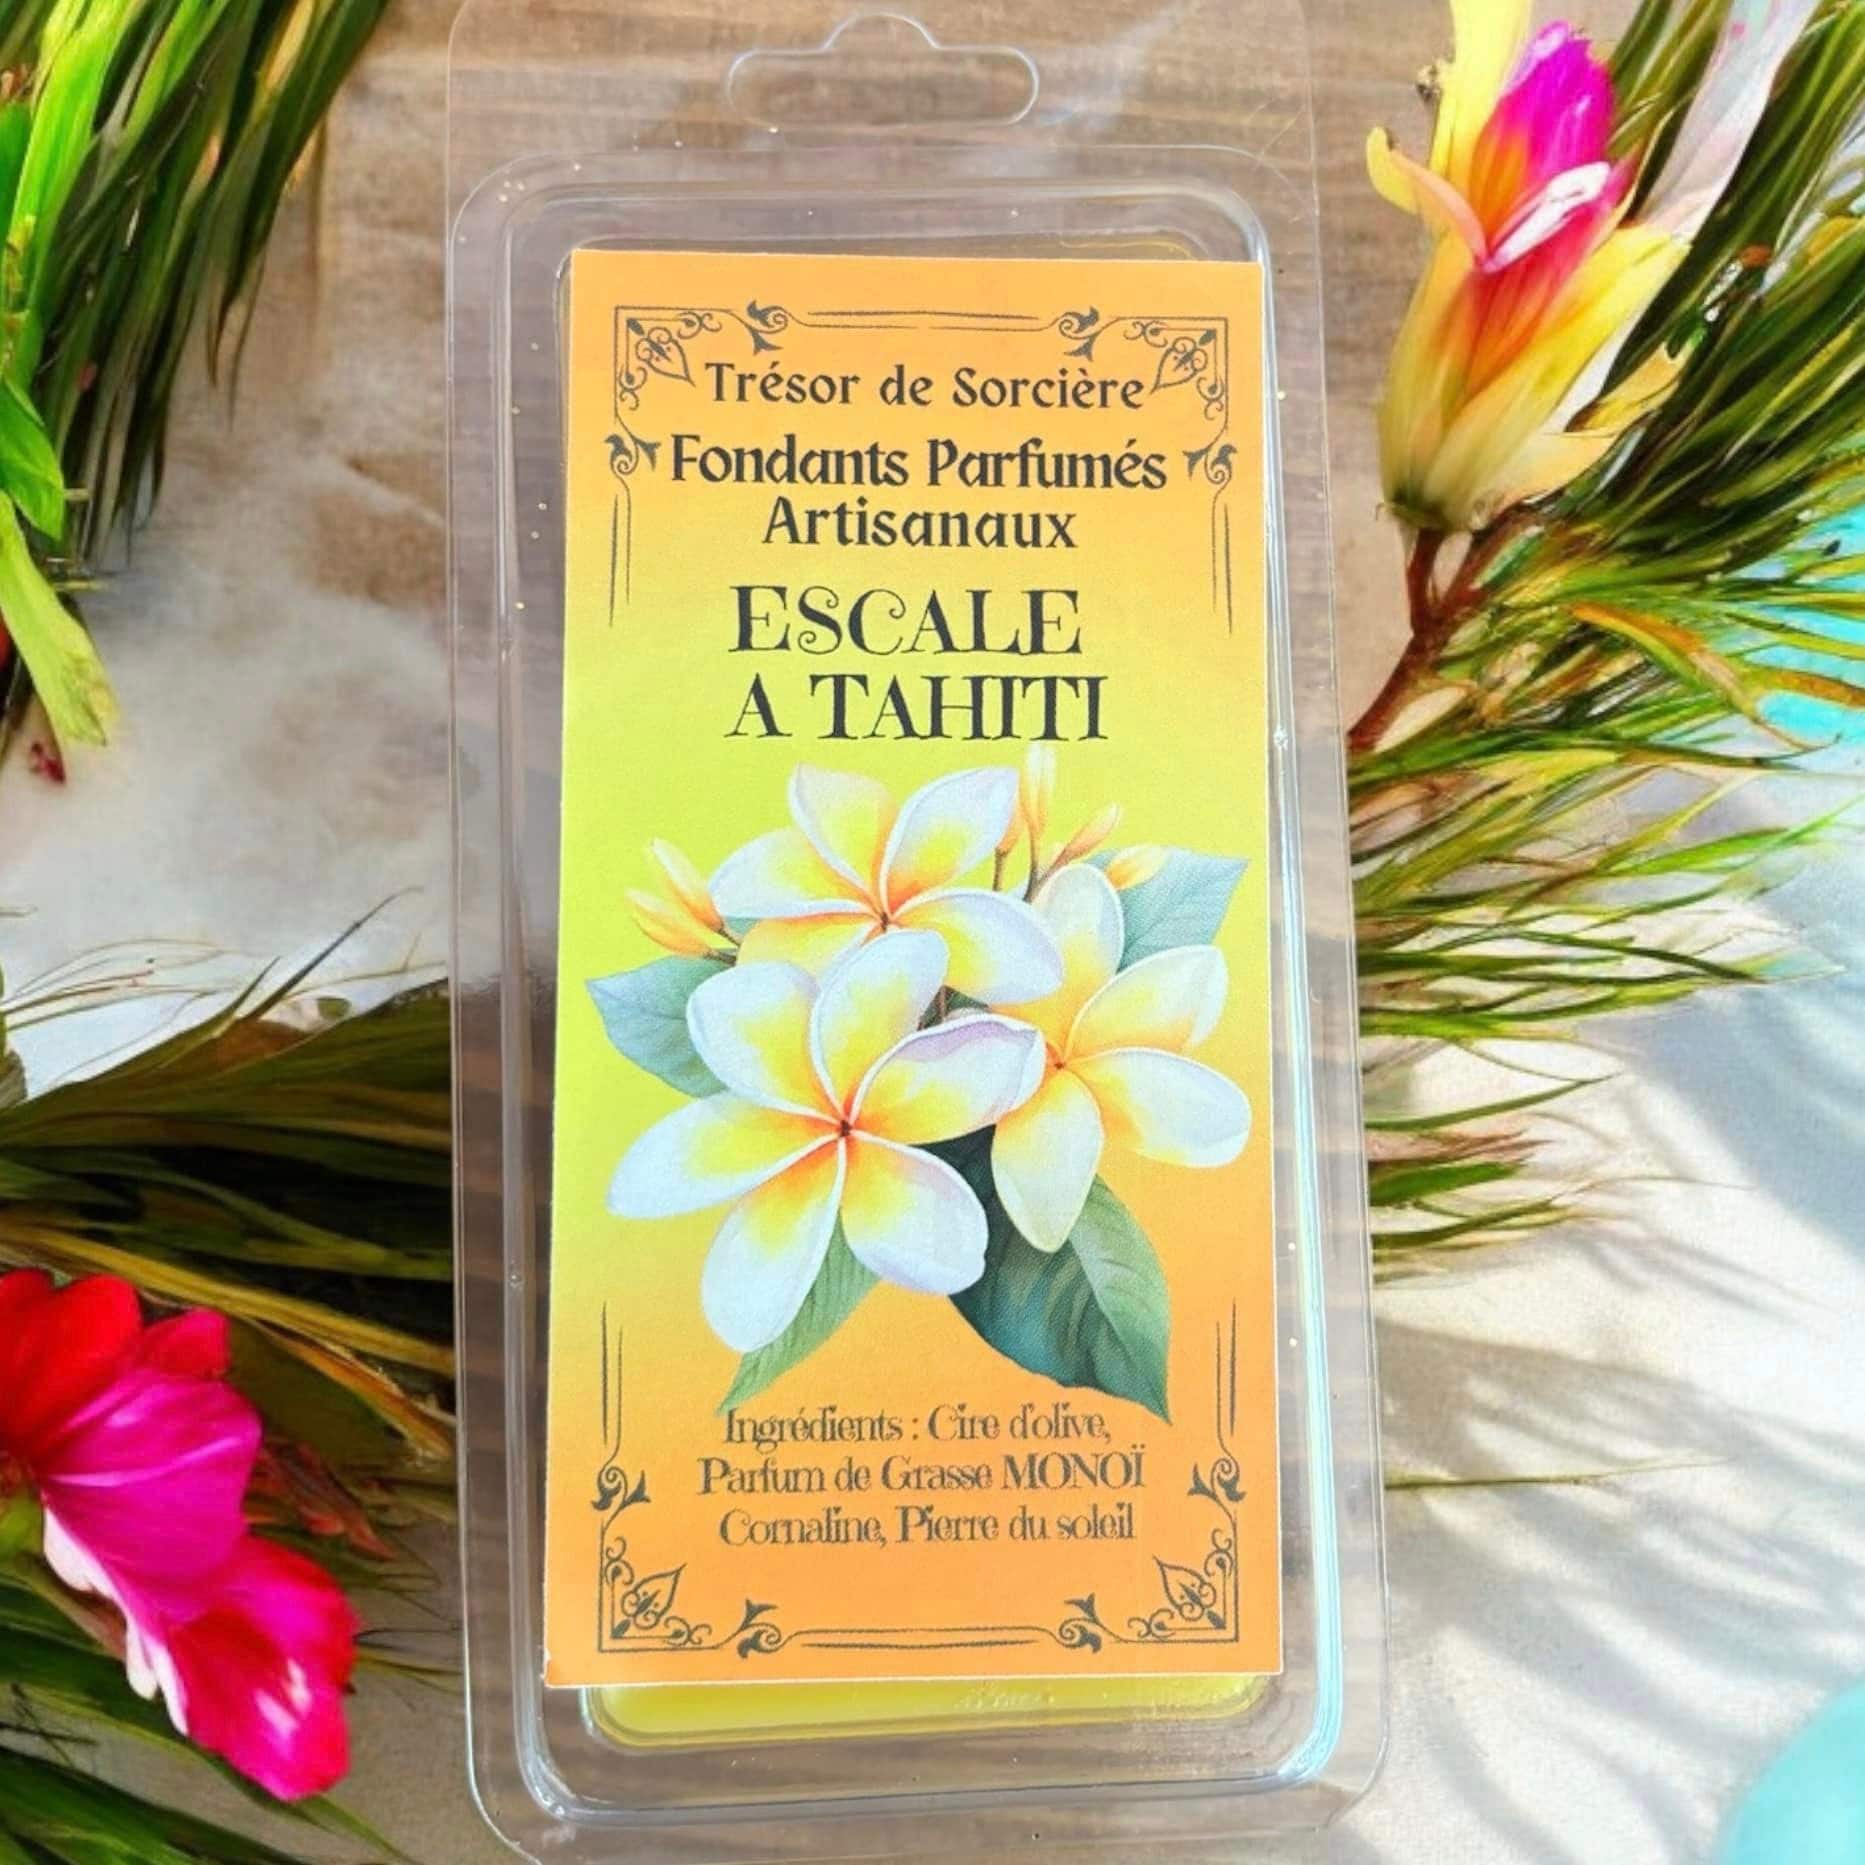 Trésor de Sorcière
Fondants Parfumés
Artisanaux
ESCALE
A TAHITI
Ingrédients : Cire d'olive,
Parfum de Grasse MONOÏ
Cornaline, Pierre du soleil